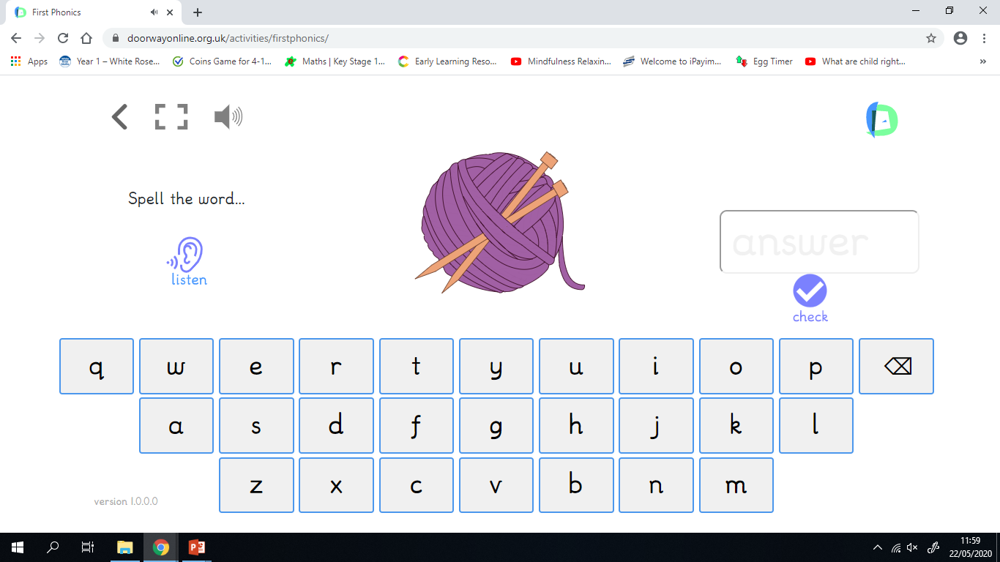 First Phonics
doorwayonline.org.uk/activities/firstphonics/
Apps Year 1 – White Rose... Coins Game for 4-1... Maths | Key Stage 1... Early Learning Reso... Mindfulness Relaxin... Welcome to iPayim... Egg Timer What are child right... »
Spell the word...
listen
answer
check
q w e r t y u i o p
a s d f g h j k l
z x c v b n m
version 1.0.0.0
11:59
22/05/2020